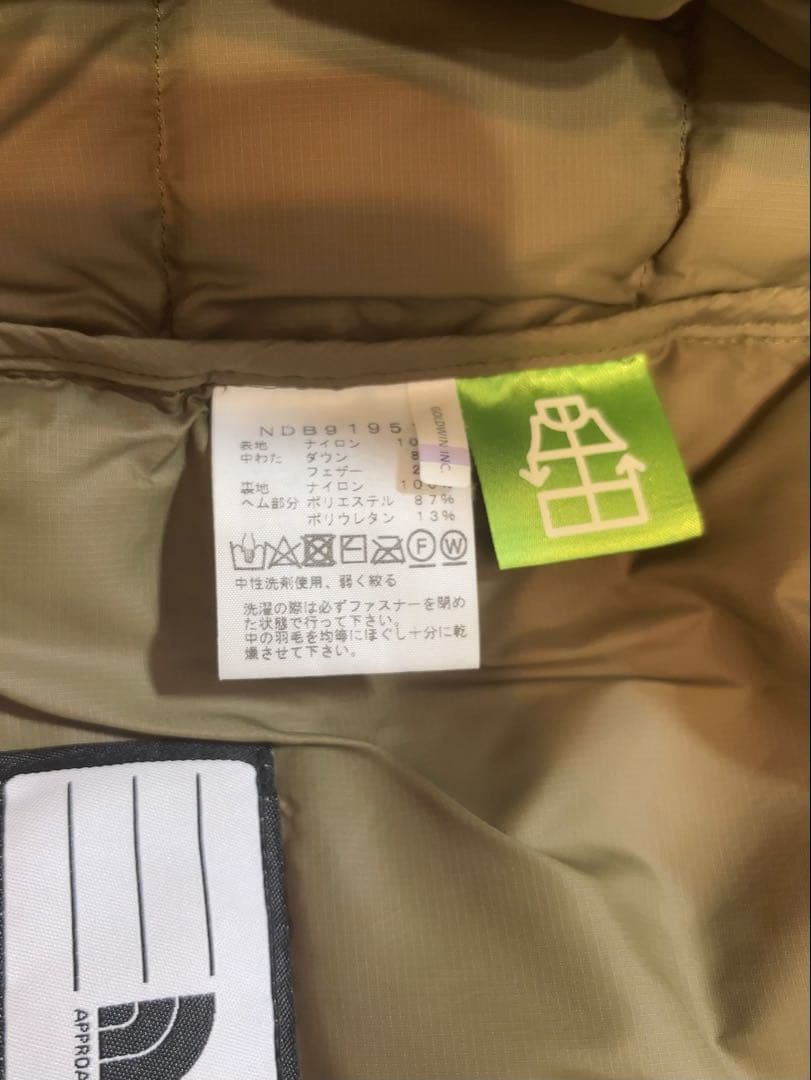 NDB91951
GOLDWIN INC.
表地 ナイロン
中わた ダウン
フェザー
裏地 ナイロン
ヘム部分 ポリエステル 87%
ポリウレタン 13%
F W
中性洗剤使用、弱く絞る
洗濯の際は必ずファスナーを閉め
た状態で行って下さい。
中の羽毛を均等にほぐし十分に乾
燥させて下さい。